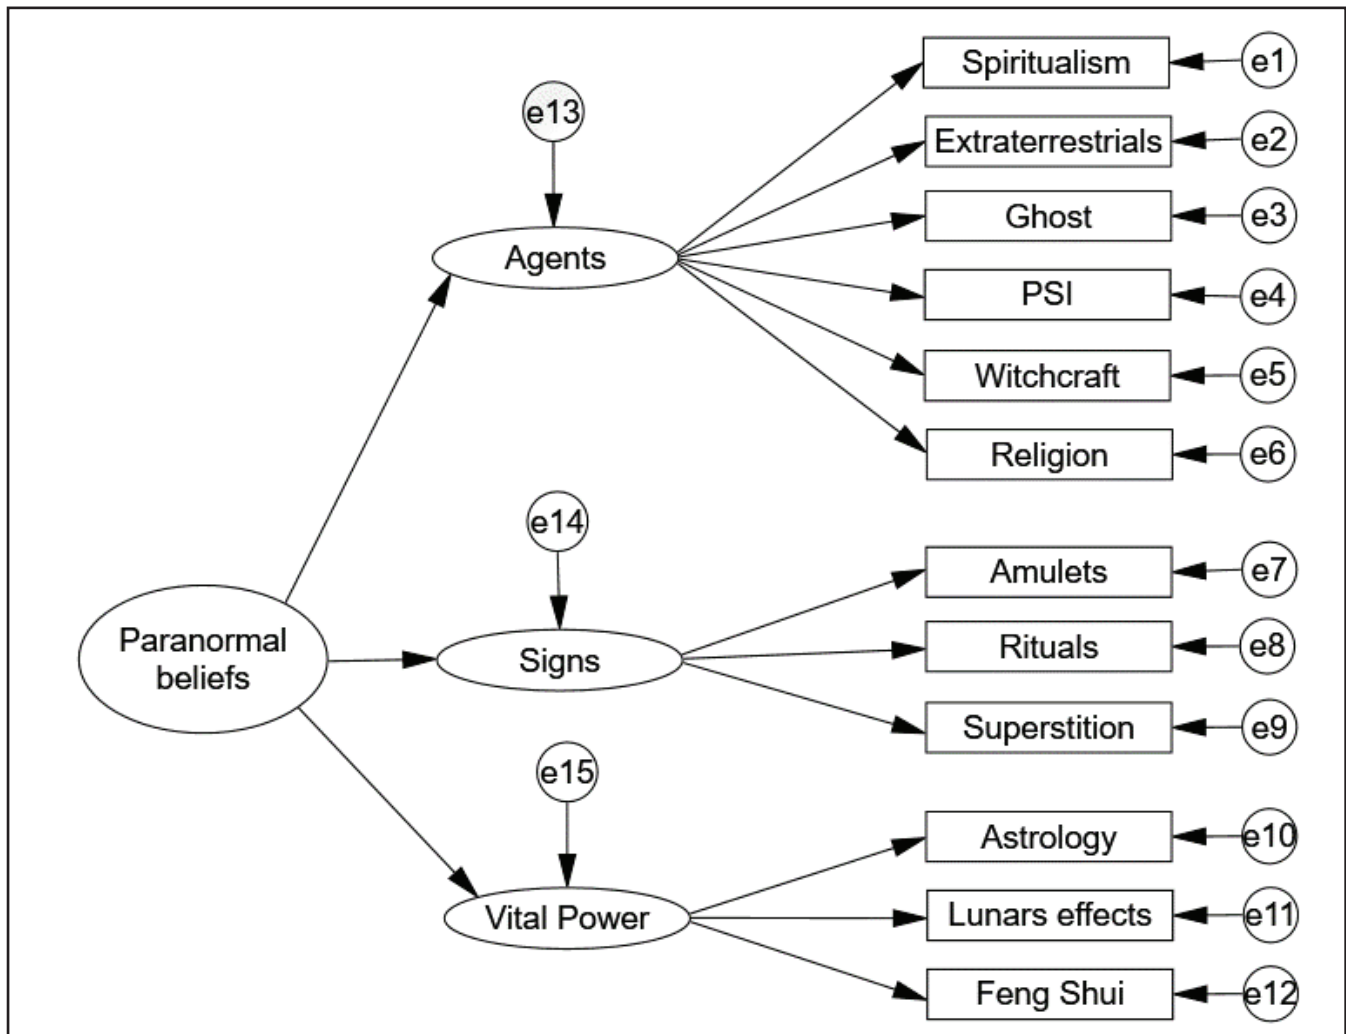 Spiritualism
e1
e13
Extraterrestrials
e2
Ghost
e3
Agents
PSI
e4
Witchcraft
e5
Religion
e6
e14
Amulets
e7
Paranormal
beliefs
Signs
Rituals
e8
Superstition
e9
e15
Astrology
e10
Vital Power
Lunars effects
e11
Feng Shui
e12